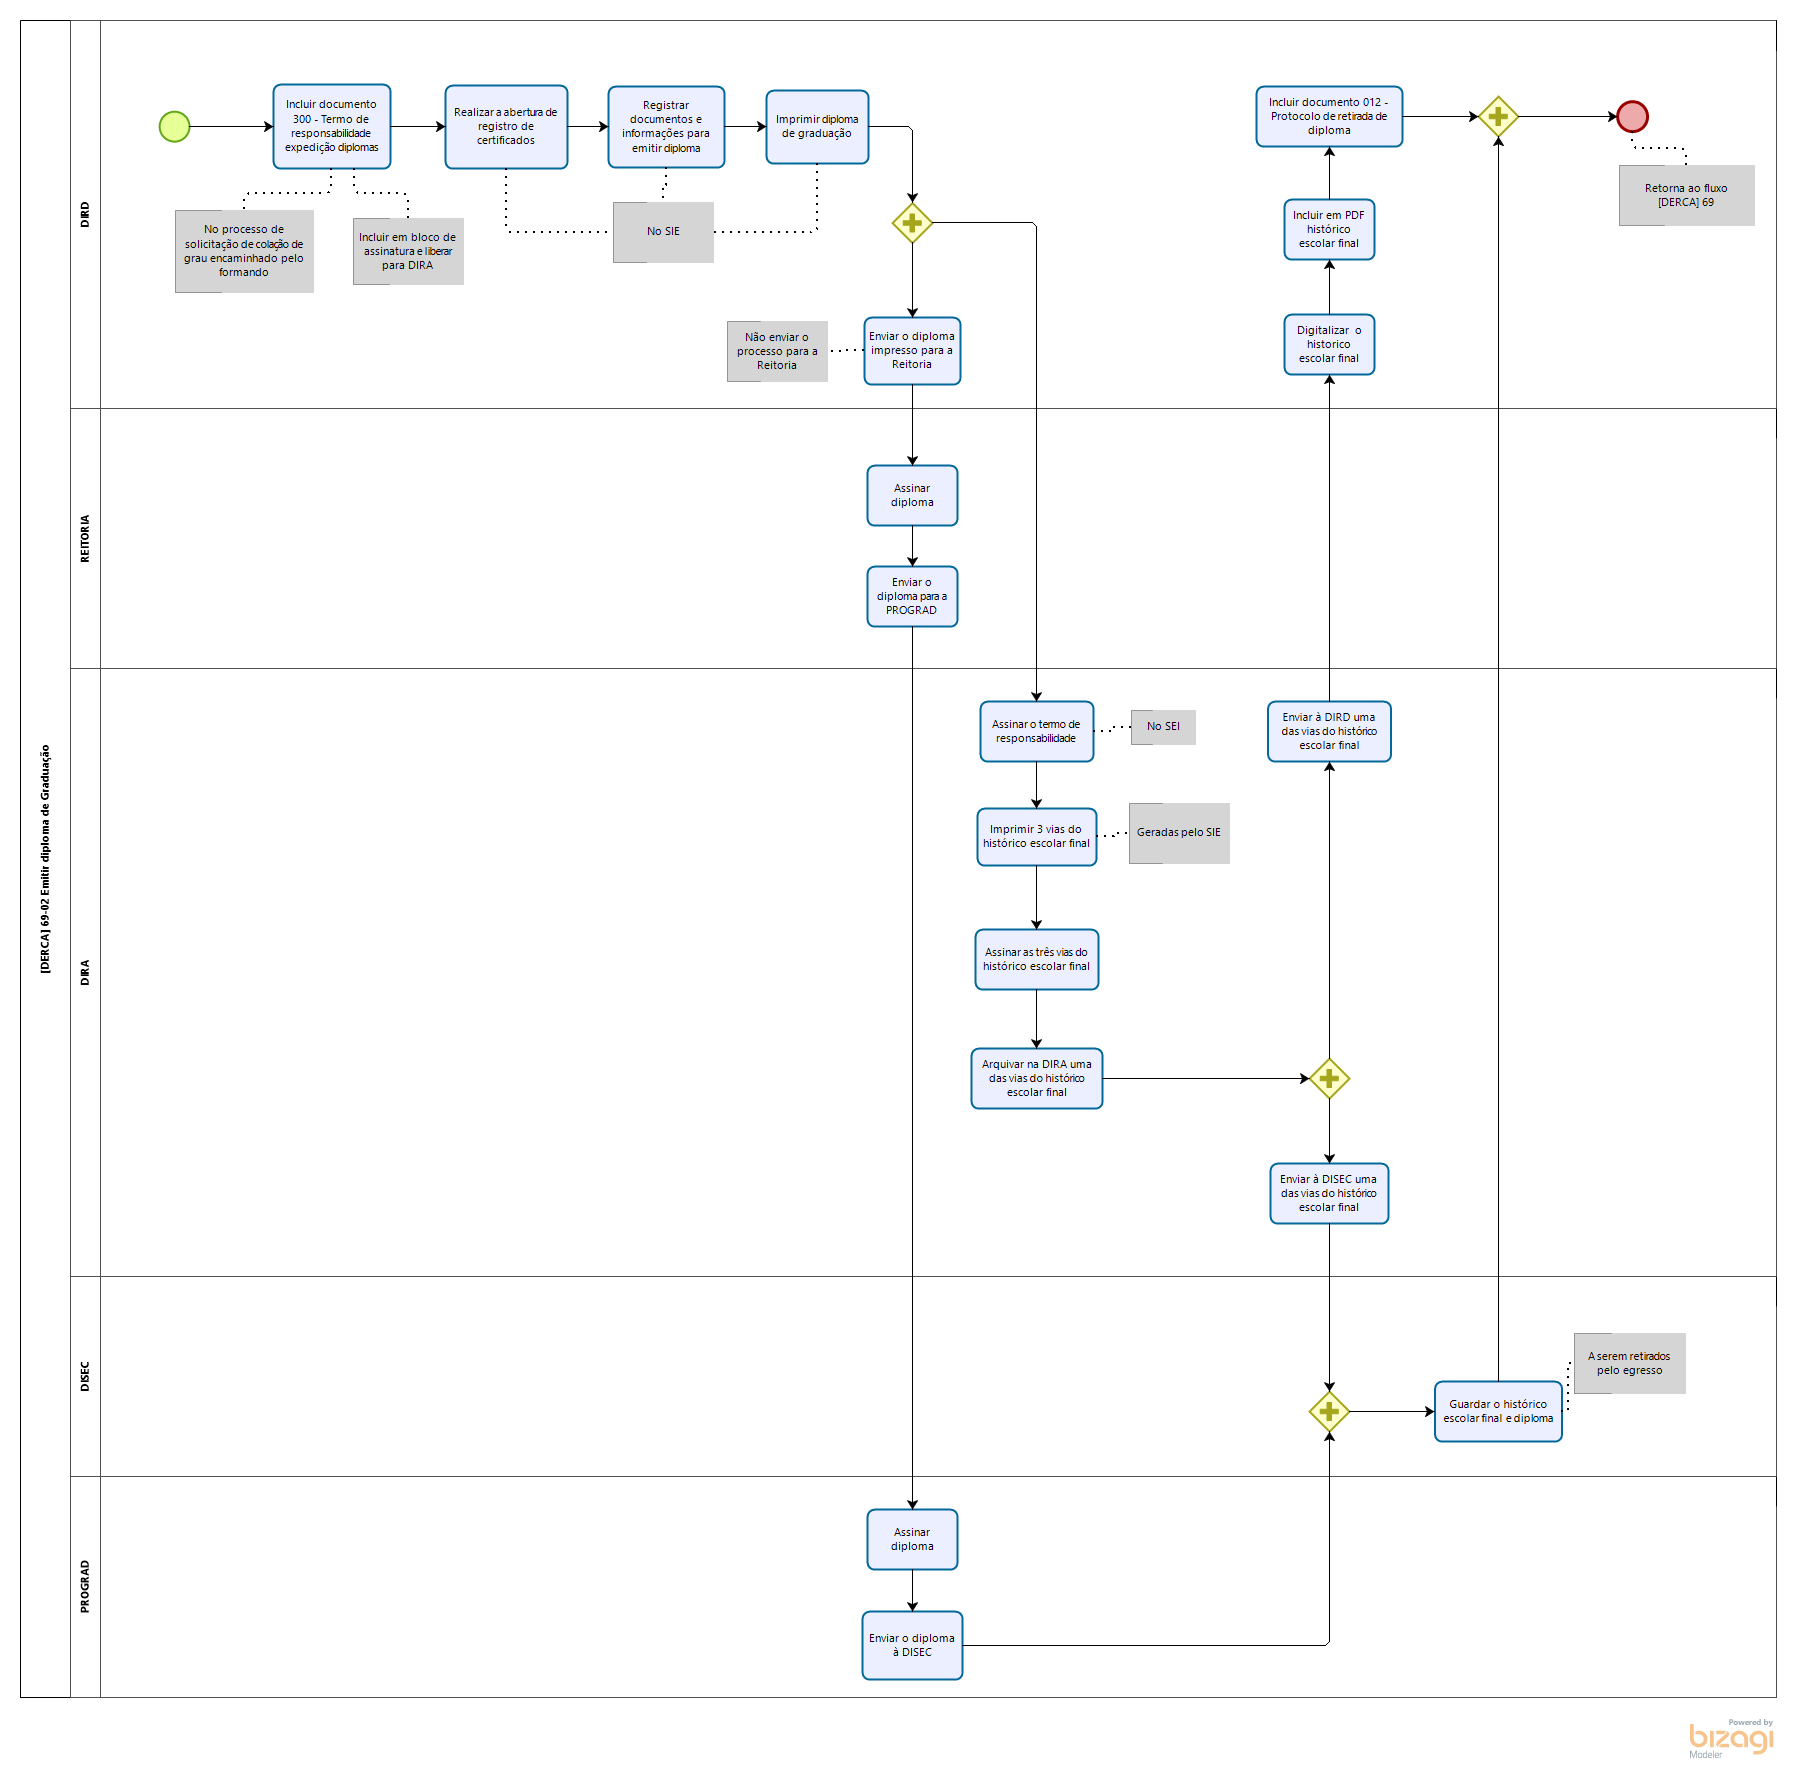 [DERCA] 69-02 Emitir diploma de Graduação
DIRD
Incluir documento
300 - Termo de
responsabilidade
expedição diplomas
Realizar a abertura de
registro de
certificados
Registrar
documentos e
informações para
emitir diploma
Imprimir diploma
de graduação
No processo de
solicitação de colação de
grau encaminhado pelo
formando
Incluir em bloco de
assinatura e liberar
para DIRA
No SIE
Não enviar o
processo para a
Reitoria
Enviar o diploma
impresso para a
Reitoria
Incluir documento 012 -
Protocolo de retirada de
diploma
Incluir em PDF
histórico
escolar final
Digitalizar o
historico
escolar final
Retorna ao fluxo
[DERCA] 69
REITORIA
Assinar
diploma
Enviar o
diploma para a
PROGRAD
DIRA
Assinar o termo de
responsabilidade
No SEI
Imprimir 3 vias do
histórico escolar final
Geradas pelo SIE
Assinar as três vias do
histórico escolar final
Arquivar na DIRA uma
das vias do histórico
escolar final
Enviar à DIRD uma
das vias do histórico
escolar final
Enviar à DISEC uma
das vias do histórico
escolar final
DISEC
Guardar o histórico
escolar final e diploma
A serem retirados
pelo egresso
PROGRAD
Assinar
diploma
Enviar o diploma
à DISEC
Powered by
bizagi
Modeler